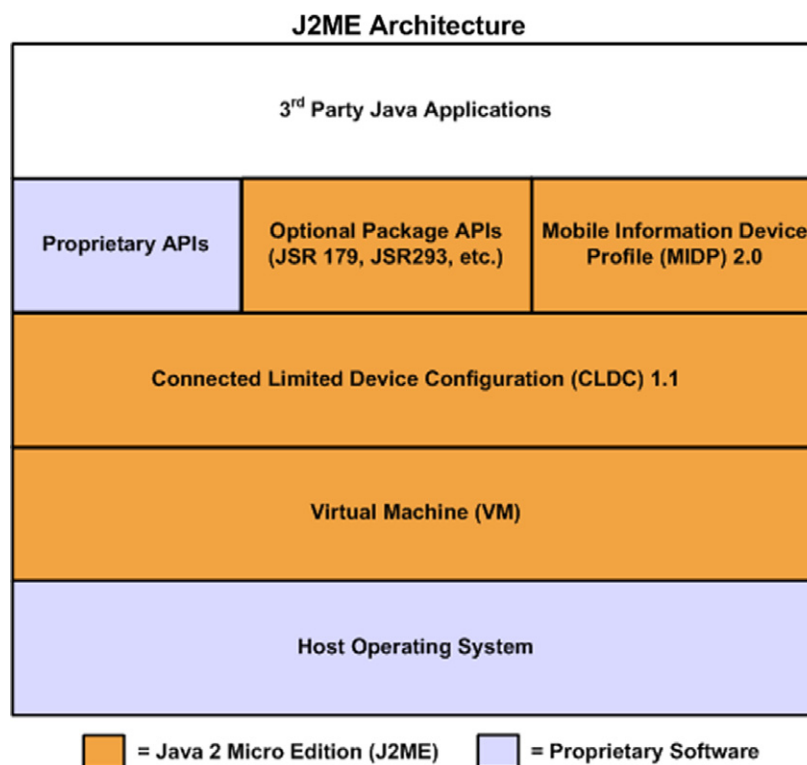 J2ME Architecture
3rd Party Java Applications
Proprietary APIs
Optional Package APIs
(JSR 179, JSR293, etc.)
Mobile Information Device
Profile (MIDP) 2.0
Connected Limited Device Configuration (CLDC) 1.1
Virtual Machine (VM)
Host Operating System
= Java 2 Micro Edition (J2ME)
= Proprietary Software